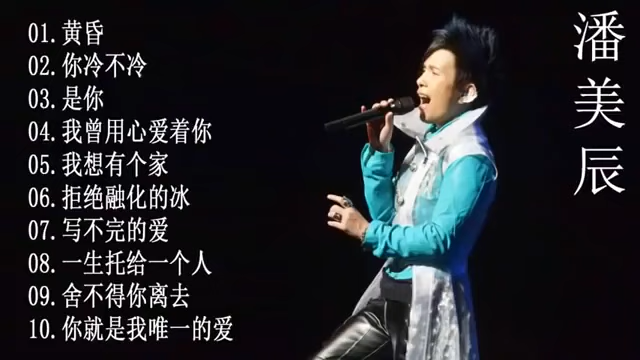 01.黄昏
02.你冷不冷
03.是你
04.我曾用心爱着你
05.我想有个家
06.拒绝融化的冰
07.写不完的爱
08.一生托给一个人
09.舍不得你离去
10.你就是我唯一的爱
潘美辰